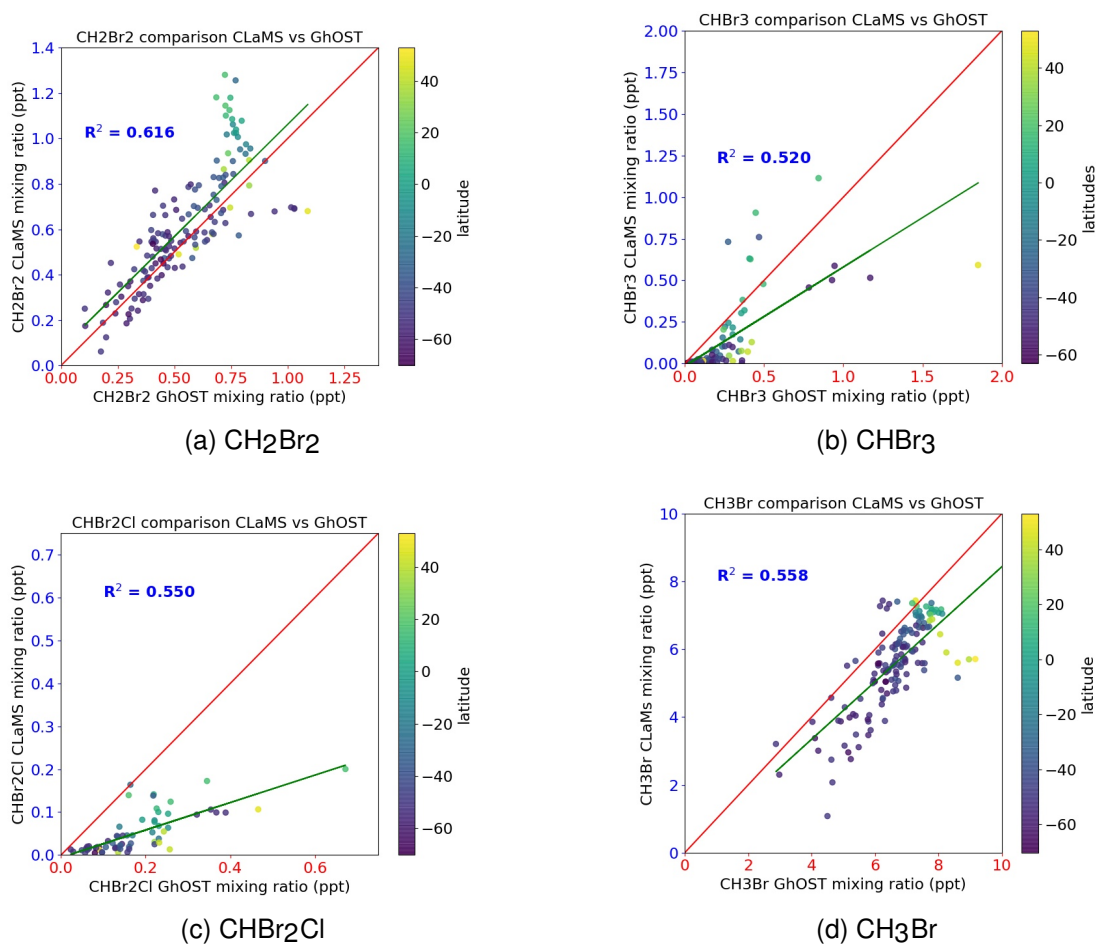 CH2Br2 comparison CLaMS vs GhOST
1.4
1.2
1.0
0.8
0.6
0.4
0.2
0.0
CH2Br2 CLaMS mixing ratio (ppt)
R² = 0.616
0.00 0.25 0.50 0.75 1.00 1.25
CH2Br2 GhOST mixing ratio (ppt)
40
20
0
−20
−40
−60
latitude
(a) CH2Br2
CHBr3 comparison CLaMS vs GhOST
2.00
1.75
1.50
1.25
1.00
0.75
0.50
0.25
0.00
CHBr3 CLaMS mixing ratio (ppt)
R² = 0.520
0.0 0.5 1.0 1.5 2.0
CHBr3 GhOST mixing ratio (ppt)
40
20
0
−20
−40
−60
latitudes
(b) CHBr3
CHBr2Cl comparison CLaMS vs GhOST
0.7
0.6
0.5
0.4
0.3
0.2
0.1
0.0
CHBr2Cl CLaMS mixing ratio (ppt)
R² = 0.550
0.0 0.2 0.4 0.6
CHBr2Cl GhOST mixing ratio (ppt)
40
20
0
−20
−40
−60
latitude
(c) CHBr2Cl
CH3Br comparison CLaMS vs GhOST
10
8
6
4
2
0
CH3Br CLaMs mixing ratio (ppt)
R² = 0.558
0 2 4 6 8 10
CH3Br GhOST mixing ratio (ppt)
40
20
0
−20
−40
−60
latitude
(d) CH3Br